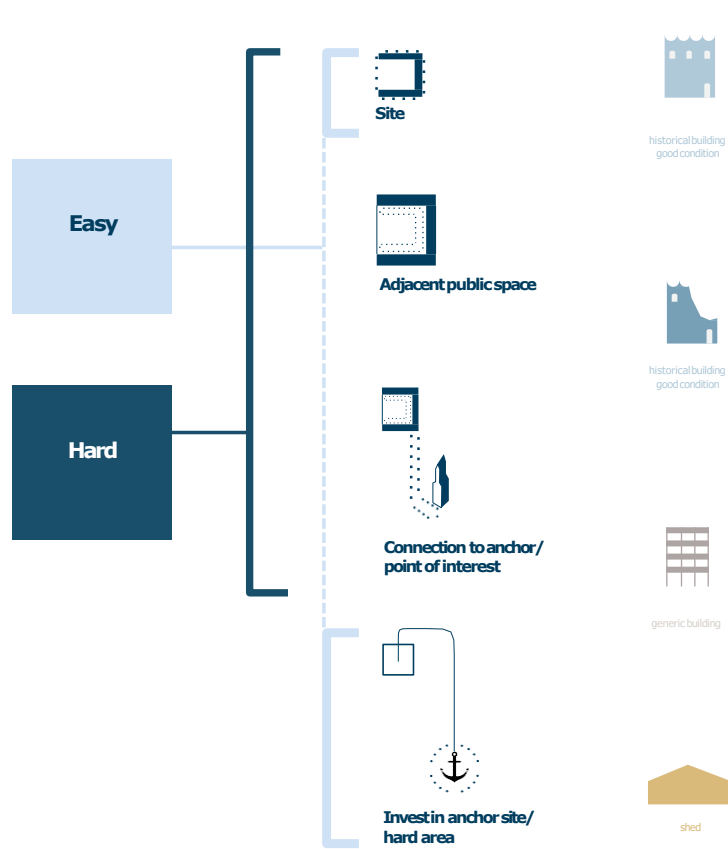 Easy
Hard
Site
Adjacent public space
Connection to anchor/
point of interest
Invest in anchor site/
hard area
historical building
good condition
historical building
good condition
generic building
shed